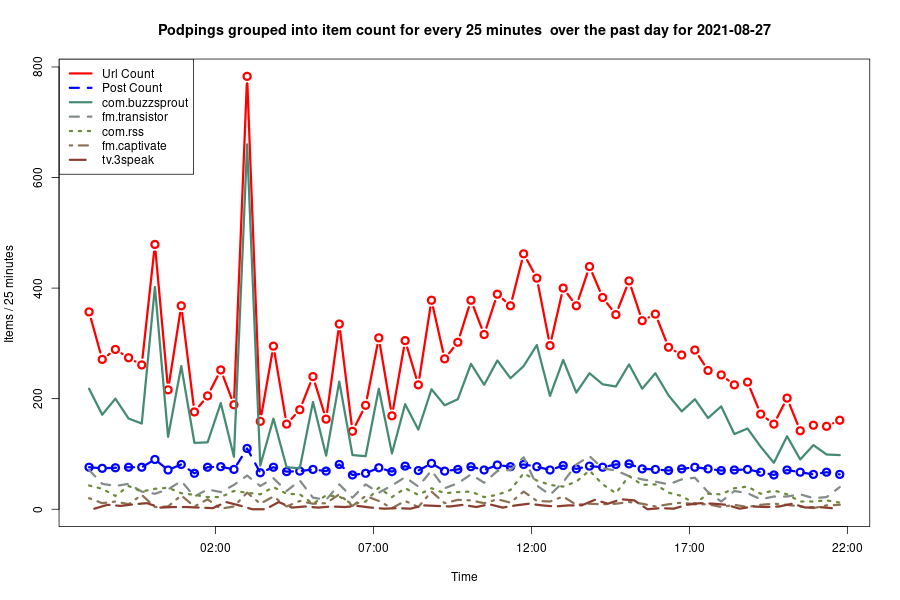 Podpings grouped into item count for every 25 minutes  over the past day for 2021-08-27
Url Count
Post Count
com.buzzsprout
fm.transistor
com.rss
fm.captivate
tv.3speak
Items / 25 minutes
800
600
400
200
0
02:00 07:00 12:00 17:00 22:00
Time